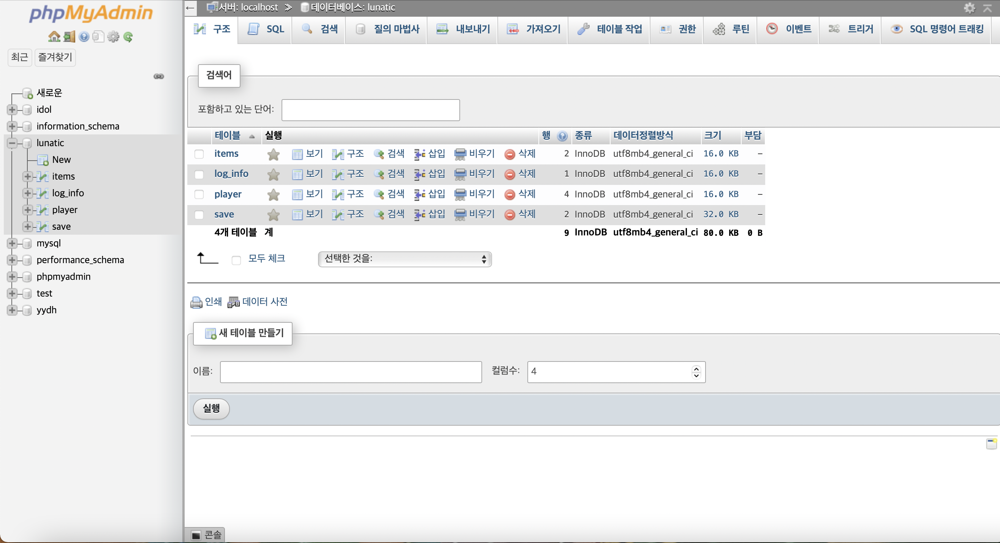 phpMyAdmin
최근 즐겨찾기
새로운
idol
information_schema
lunatic
New
items
log_info
player
save
mysql
performance_schema
phpmyadmin
test
yydh
← 서버: localhost » 데이터베이스: lunatic
구조 SQL 검색 질의 마법사 내보내기 가져오기 테이블 작업 권한 루틴 이벤트 트리거 SQL 명령어 트래킹
검색어
포함하고 있는 단어:
테이블 실행 행 종류 데이터정렬방식 크기 부담
items 보기 구조 검색 삽입 비우기 삭제 2 InnoDB utf8mb4_general_ci 16.0 KB –
log_info 보기 구조 검색 삽입 비우기 삭제 1 InnoDB utf8mb4_general_ci 16.0 KB –
player 보기 구조 검색 삽입 비우기 삭제 4 InnoDB utf8mb4_general_ci 16.0 KB –
save 보기 구조 검색 삽입 비우기 삭제 2 InnoDB utf8mb4_general_ci 32.0 KB –
4개 테이블 계 9 InnoDB utf8mb4_general_ci 80.0 KB 0 B
모두 체크 선택한 것을:
인쇄 데이터 사전
새 테이블 만들기
이름: 컬럼수: 4
실행
콘솔